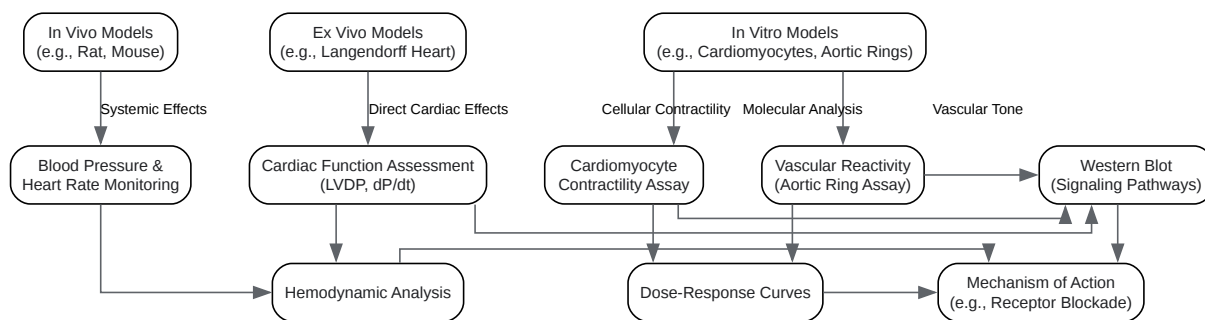 In Vivo Models
(e.g., Rat, Mouse)
Ex Vivo Models
(e.g., Langendorff Heart)
In Vitro Models
(e.g., Cardiomyocytes, Aortic Rings)
Systemic Effects
Direct Cardiac Effects
Cellular Contractility
Molecular Analysis
Vascular Tone
Blood Pressure &
Heart Rate Monitoring
Cardiac Function Assessment
(LVDP, dP/dt)
Cardiomyocyte
Contractility Assay
Vascular Reactivity
(Aortic Ring Assay)
Western Blot
(Signaling Pathways)
Hemodynamic Analysis
Dose-Response Curves
Mechanism of Action
(e.g., Receptor Blockade)